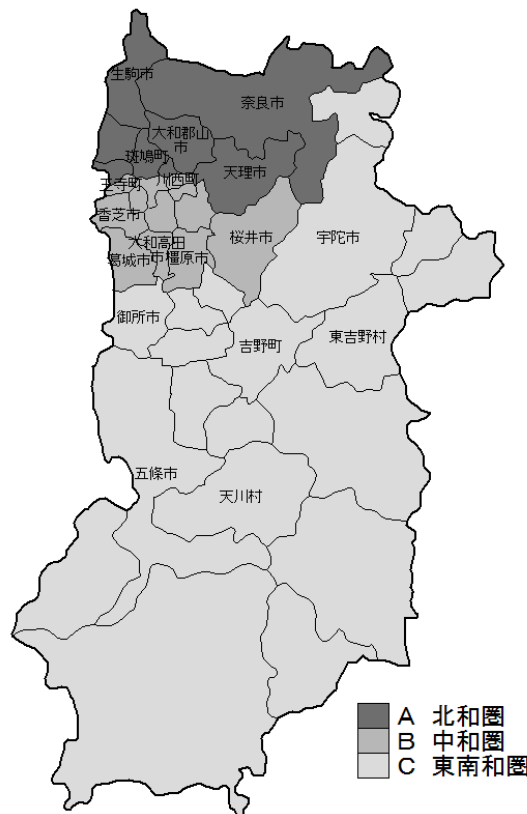 生駒市
奈良市
大和郡山
市
斑鳩町
天理市
王寺町
川西町
香芝市
大和高田
市
葛城市
橿原市
桜井市
宇陀市
御所市
吉野町
東吉野村
五條市
天川村
A 北和圏
B 中和圏
C 東南和圏